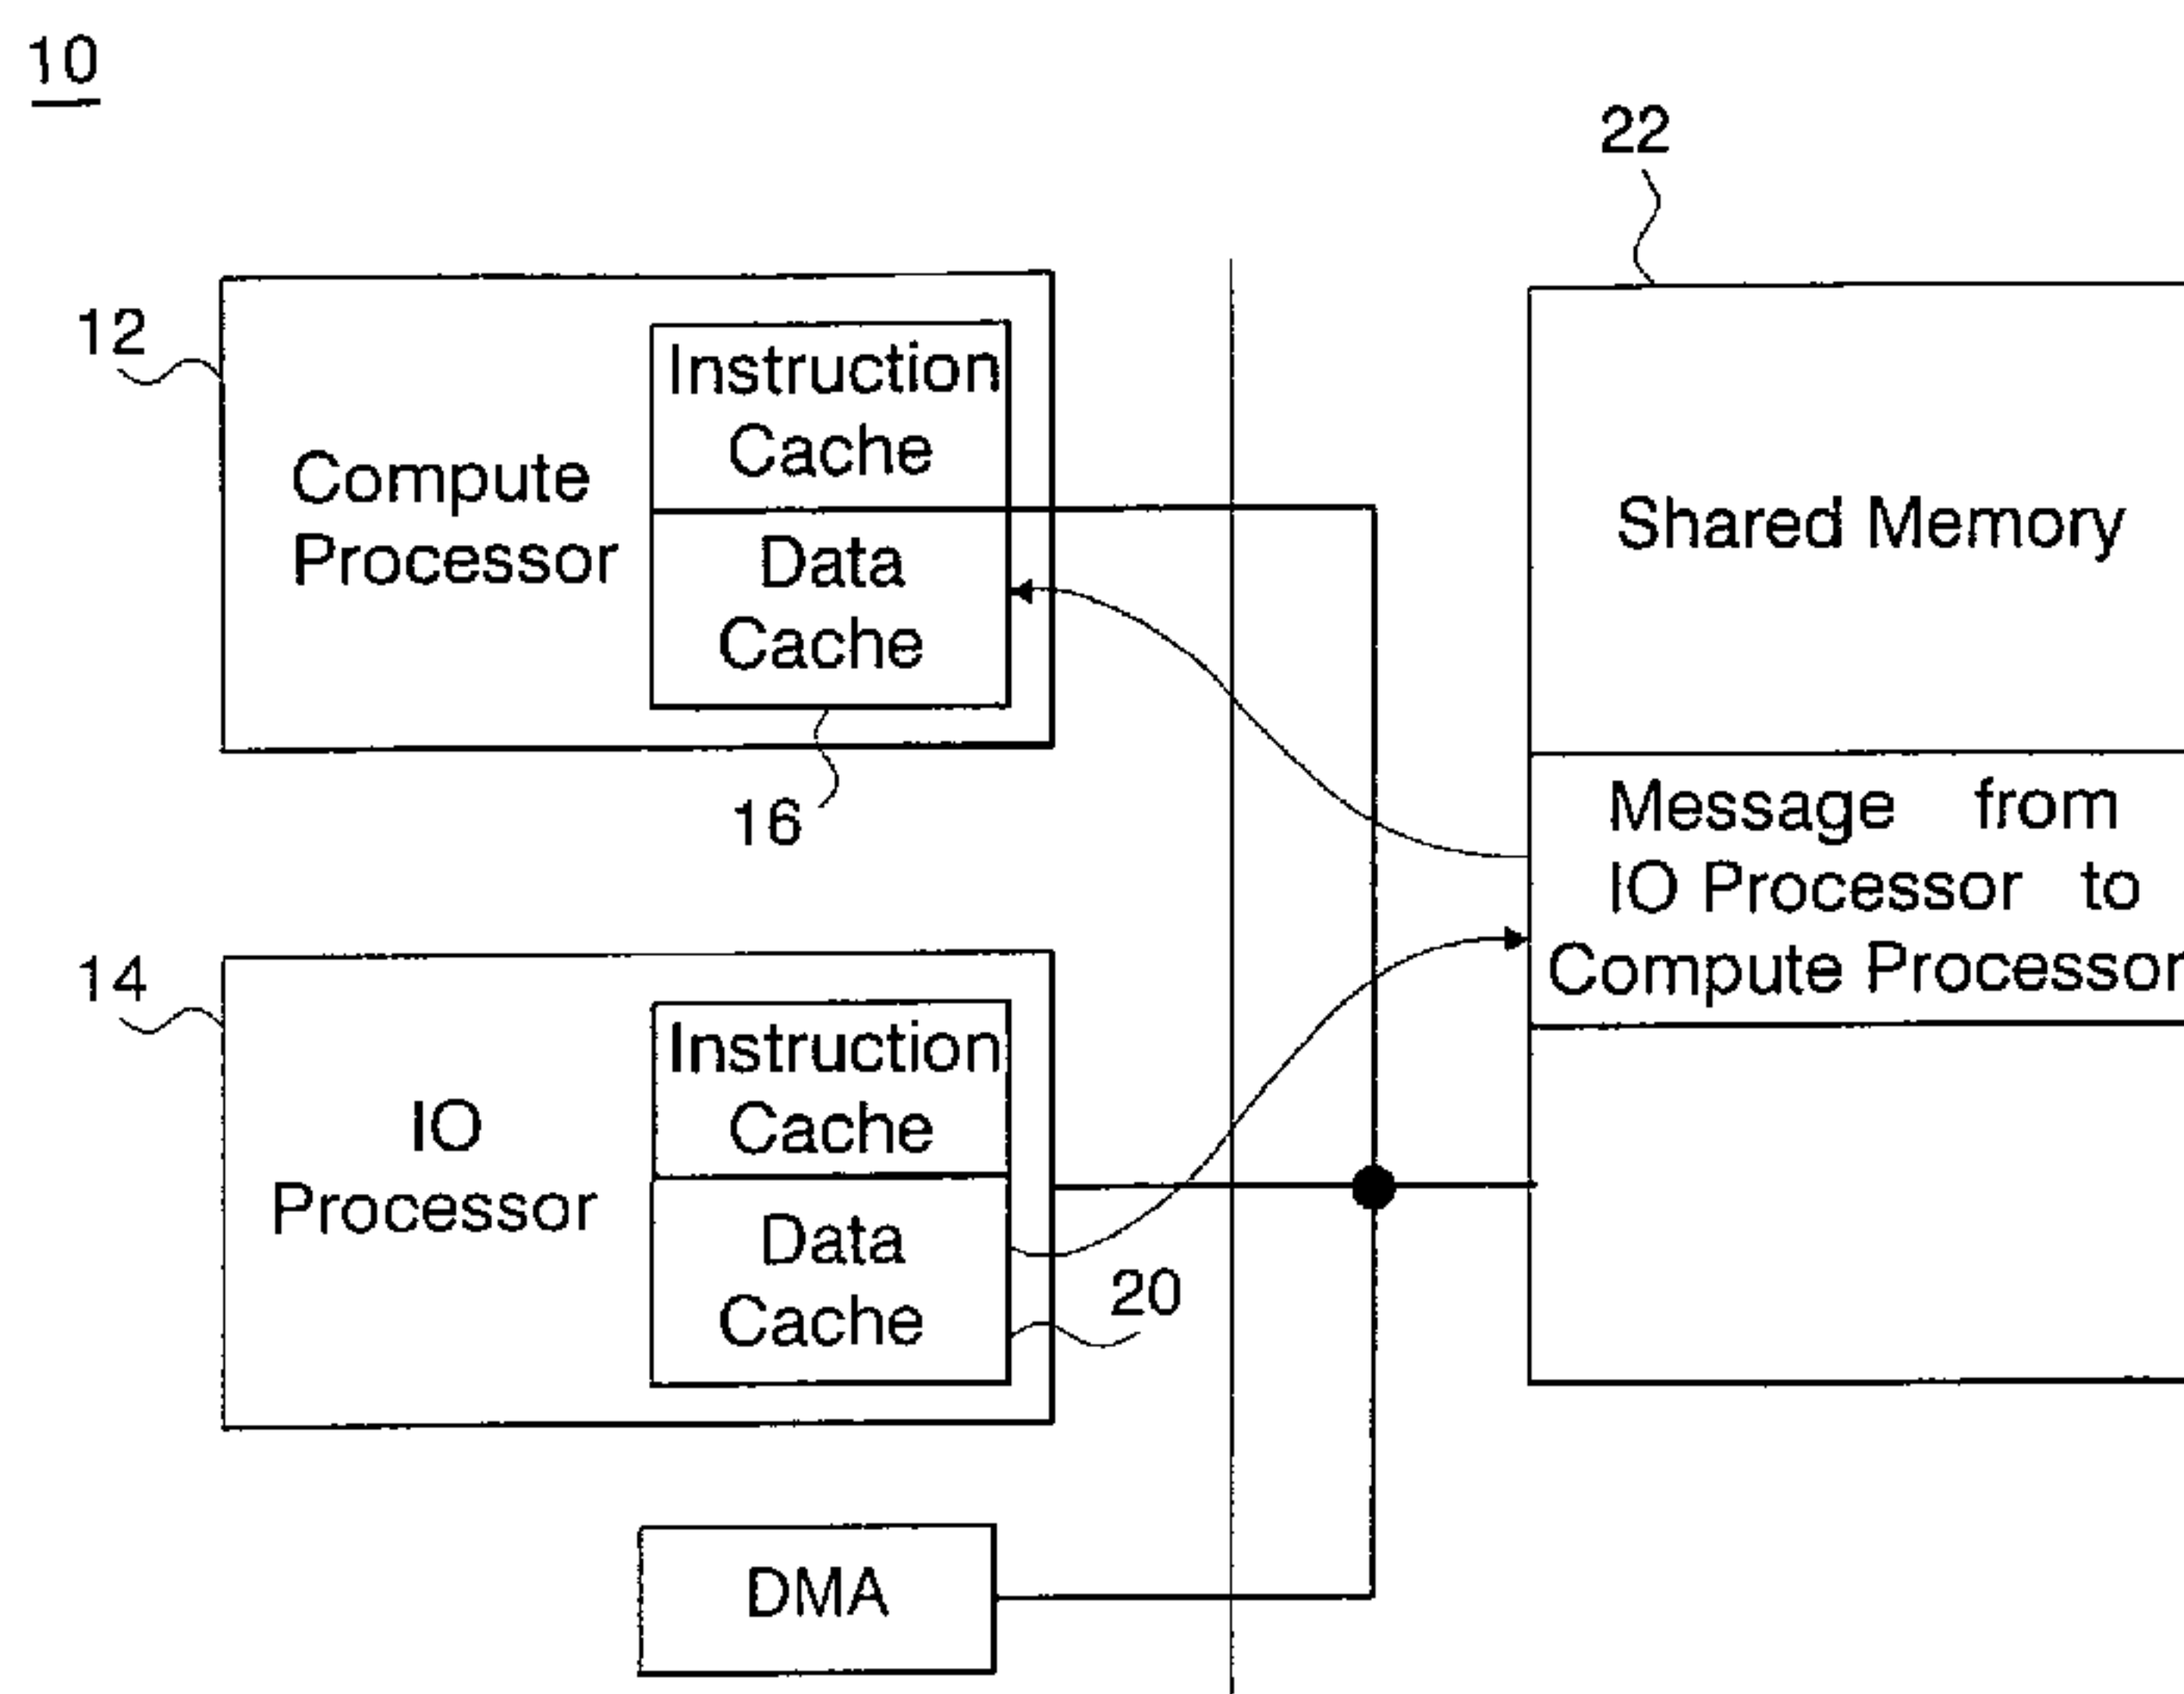 10
22
12
Instruction
Cache
Compute
Processor
Data
Cache
16
Shared Memory
Message from
IO Processor to
Compute Processor
14
Instruction
Cache
IO
Processor
Data
Cache
20
DMA